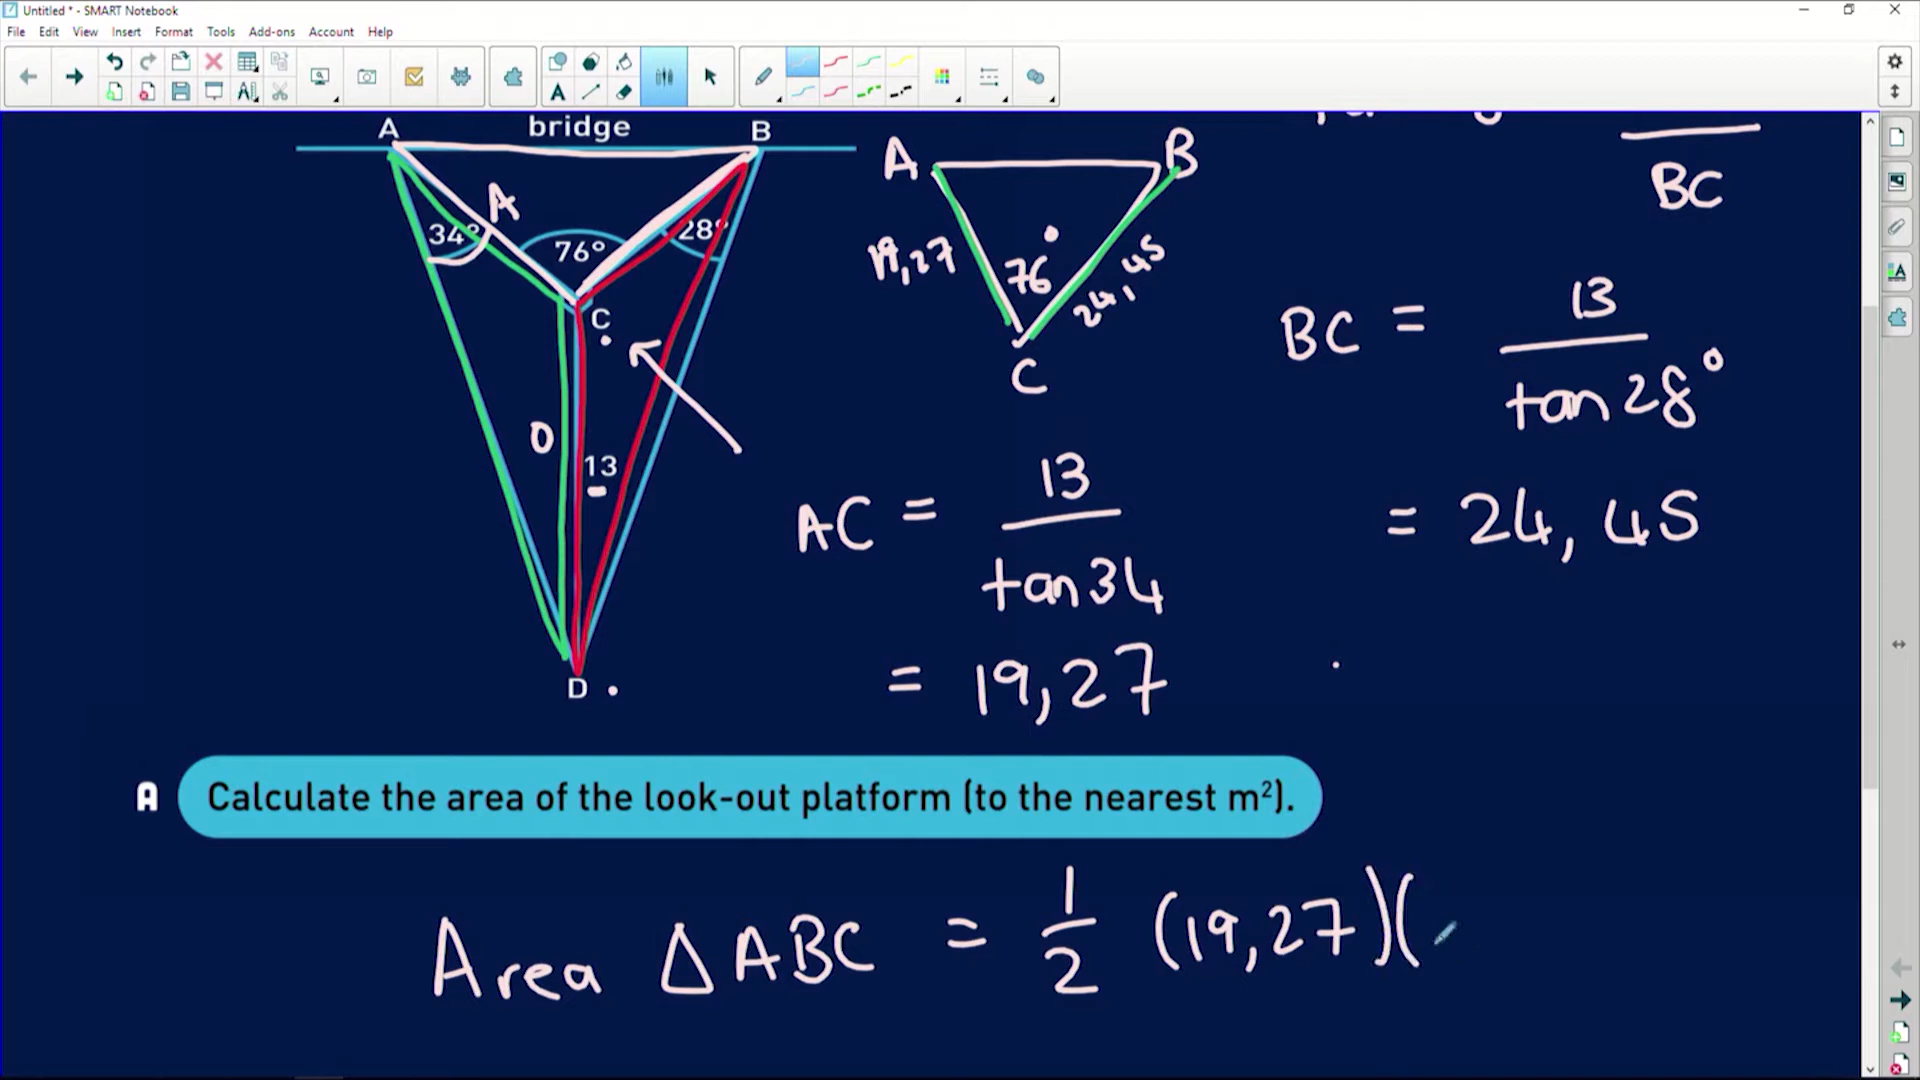 Untitled * - SMART Notebook
File Edit View Insert Format Tools Add-ons Account Help
A bridge B
A
34°
76°
28°
C
O
13
D
A B
19,27
76°
24,45
C
BC
BC = 13
tan 28°
= 24,45
AC = 13
tan 34
= 19,27
A Calculate the area of the look-out platform (to the nearest m²).
Area Δ ABC = 1/2 (19,27)(